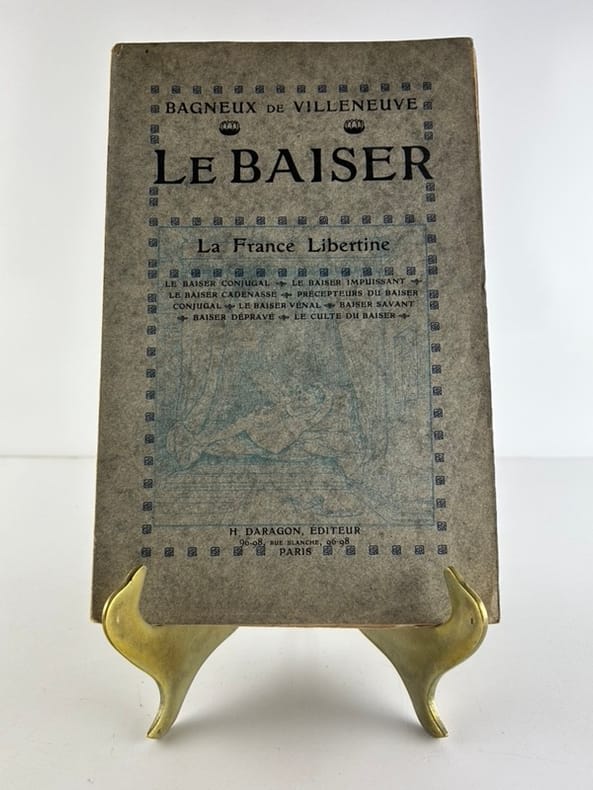 BAGNEUX DE VILLENEUVE
LE BAISER
La France Libertine
LE BAISER CONJUGAL LE BAISER IMPUISSANT
LE BAISER CADENASSE PRÉCEPTEURS DU BAISER
CONJUGAL LE BAISER VÉNAL BAISER SAVANT
BAISER DÉPRAVÉ LE CULTE DU BAISER
H. DARAGON, ÉDITEUR
96-98, RUE BLANCHE, 96-98
PARIS